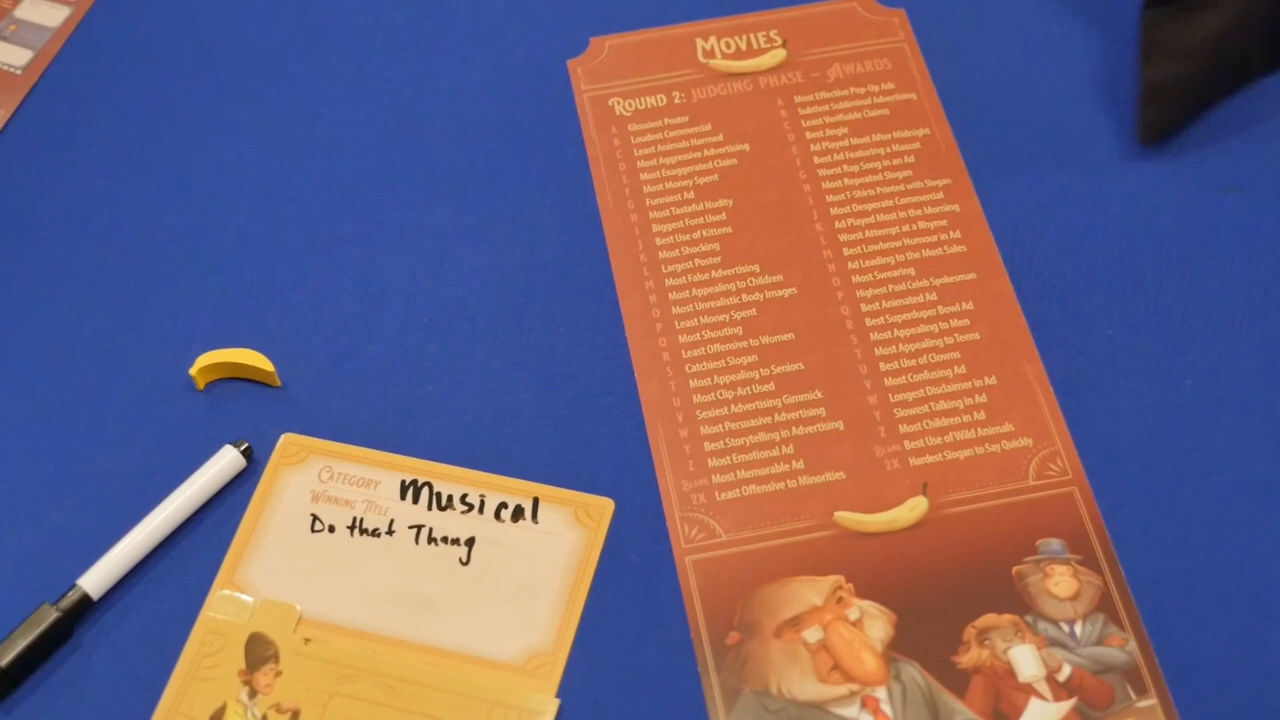 MOVIES
ROUND 2: JUDGING PHASE – AWARDS
A Glossiest Poster
B Loudest Commercial
C Least Animals Harmed
D Most Aggressive Advertising
E Most Exaggerated Claim
F Most Money Spent
G Funniest Ad
H Most Tasteful Nudity
I Biggest Font Used
J Best Use of Kittens
K Most Shocking
L Largest Poster
M Most False Advertising
N Most Appealing to Children
O Most Unrealistic Body Images
P Least Money Spent
Q Most Shouting
R Least Offensive to Women
S Catchiest Slogan
T Most Appealing to Seniors
U Most Clip-Art Used
V Sexiest Advertising Gimmick
W Most Persuasive Advertising
Y Best Storytelling in Advertising
Z Most Emotional Ad
BLANK Most Memorable Ad
2X Least Offensive to Minorities
A Most Effective Pop-Up Ads
B Subtlest Subliminal Advertising
C Least Verifiable Claims
D Best Jingle
E Ad Played Most After Midnight
F Best Ad Featuring a Mascot
G Worst Rap Song in an Ad
H Most Repeated Slogan
I Most T-Shirts Printed with Slogan
J Most Desperate Commercial
K Ad Played Most in the Morning
L Worst Attempt at a Rhyme
M Best Lowbrow Humour in Ad
N Ad Leading to the Most Sales
O Most Swearing
P Highest Paid Celeb Spokesman
Q Best Animated Ad
R Best Superduper Bowl Ad
S Most Appealing to Men
T Most Appealing to Teens
U Best Use of Clowns
V Most Confusing Ad
W Longest Disclaimer in Ad
Y Slowest Talking in Ad
Z Most Children in Ad
BLANK Best Use of Wild Animals
2X Hardest Slogan to Say Quickly
CATEGORY Musical
WINNING TITLE
Do that Thang